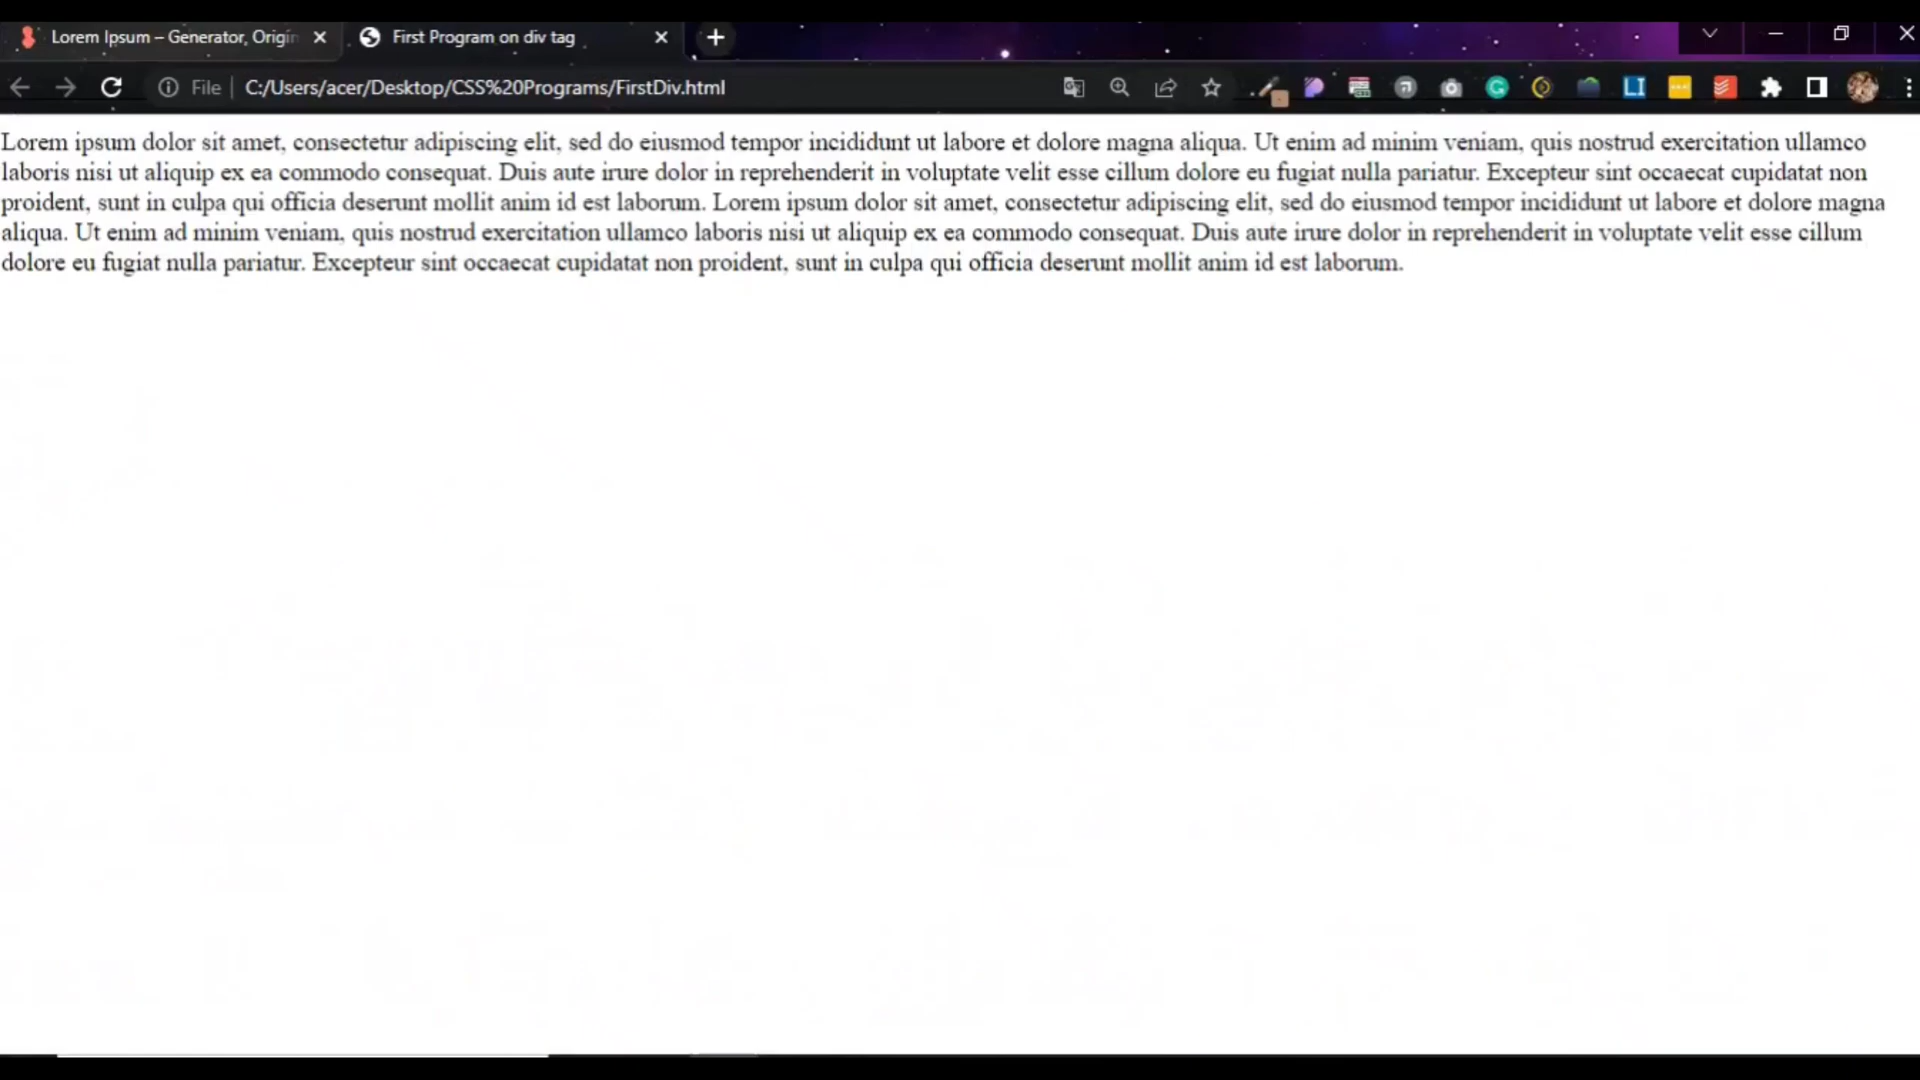 Lorem Ipsum – Generator, Origin
First Program on div tag
File
C:/Users/acer/Desktop/CSS%20Programs/FirstDiv.html
LI
Lorem ipsum dolor sit amet, consectetur adipiscing elit, sed do eiusmod tempor incididunt ut labore et dolore magna aliqua. Ut enim ad minim veniam, quis nostrud exercitation ullamco
laboris nisi ut aliquip ex ea commodo consequat. Duis aute irure dolor in reprehenderit in voluptate velit esse cillum dolore eu fugiat nulla pariatur. Excepteur sint occaecat cupidatat non
proident, sunt in culpa qui officia deserunt mollit anim id est laborum. Lorem ipsum dolor sit amet, consectetur adipiscing elit, sed do eiusmod tempor incididunt ut labore et dolore magna
aliqua. Ut enim ad minim veniam, quis nostrud exercitation ullamco laboris nisi ut aliquip ex ea commodo consequat. Duis aute irure dolor in reprehenderit in voluptate velit esse cillum
dolore eu fugiat nulla pariatur. Excepteur sint occaecat cupidatat non proident, sunt in culpa qui officia deserunt mollit anim id est laborum.